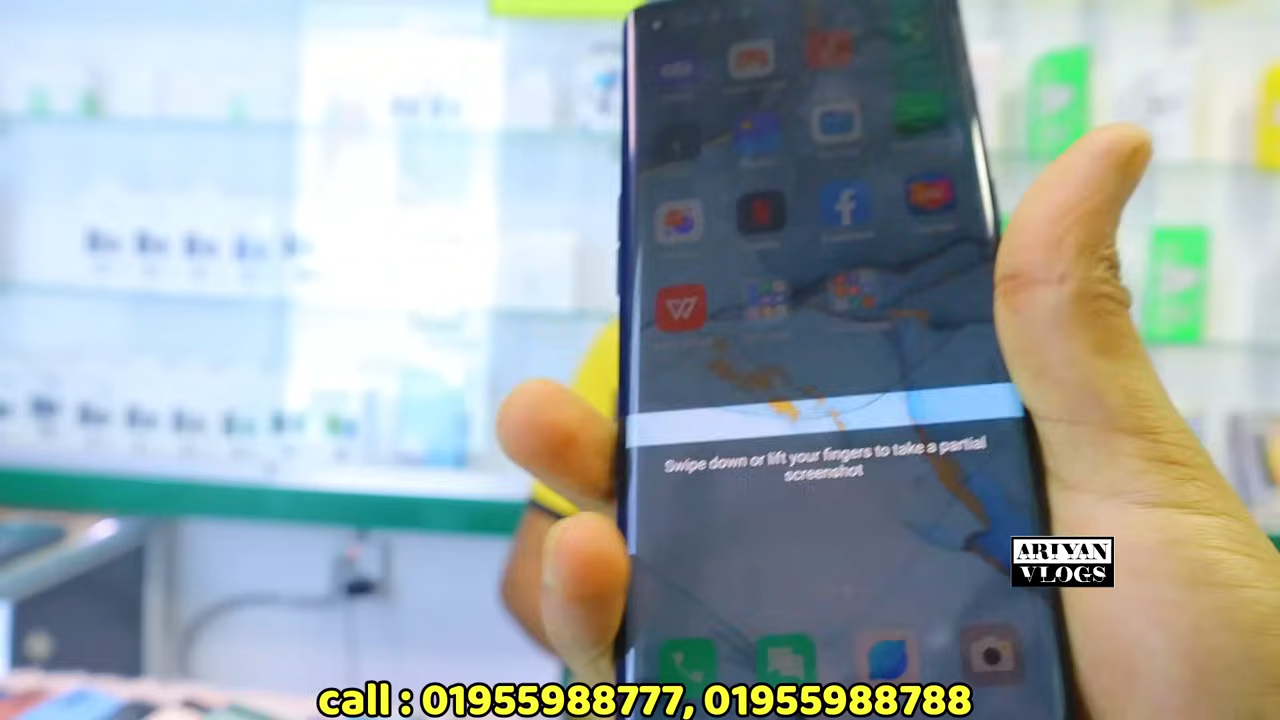 Swipe down or lift your fingers to take a partial
screenshot
ARIYAN
VLOGS
call : 01955988777, 01955988788